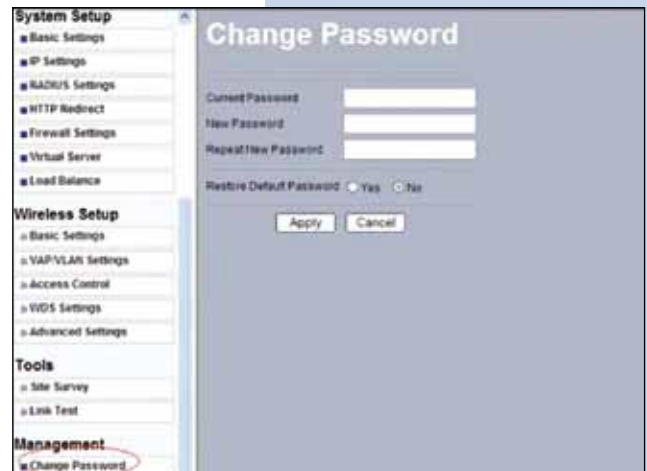 System Setup
Basic Settings
IP Settings
RADIUS Settings
HTTP Redirect
Firewall Settings
Virtual Server
Load Balance
Wireless Setup
Basic Settings
VAP/VLAN Settings
Access Control
WDS Settings
Advanced Settings
Tools
Site Survey
Link Test
Management
Change Password
Change Password
Current Password
New Password
Repeat New Password
Restore Default Password Yes No
Apply Cancel